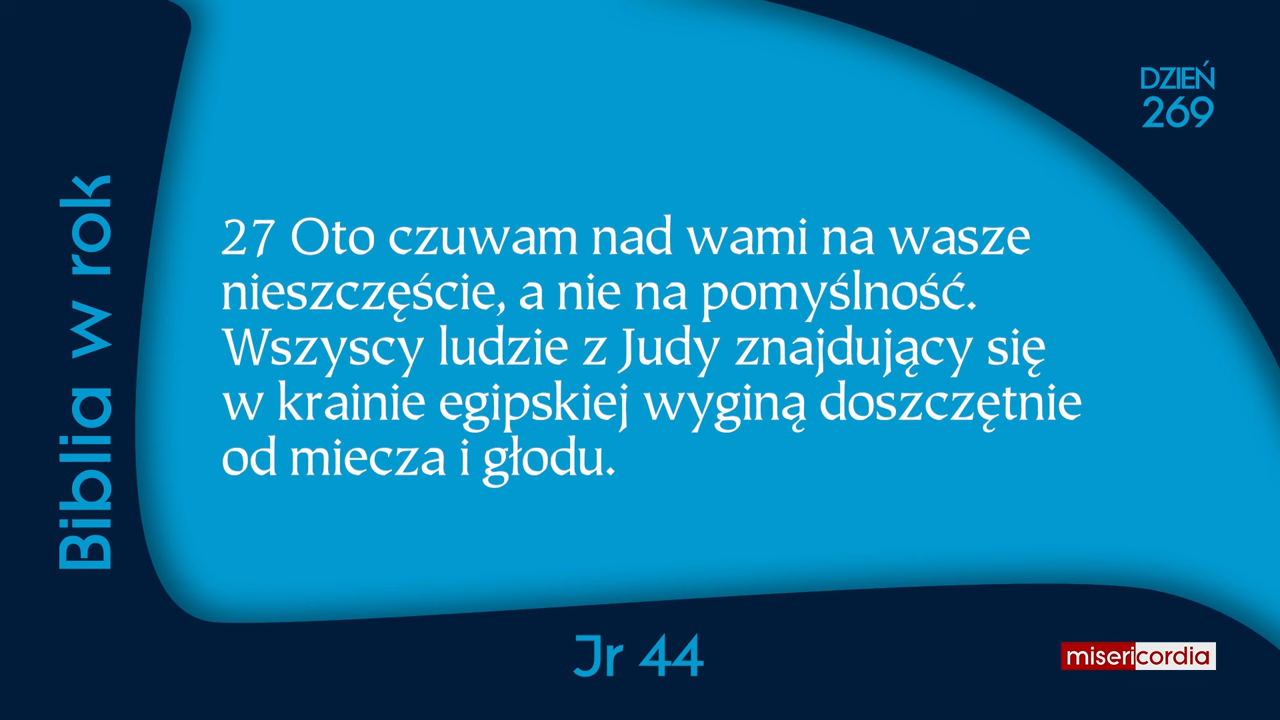 DZIEŃ
269
Biblia w rok
27 Oto czuwam nad wami na wasze
nieszczęście, a nie na pomyślność.
Wszyscy ludzie z Judy znajdujący się
w krainie egipskiej wyginą doszczętnie
od miecza i głodu.
Jr 44
misericordia